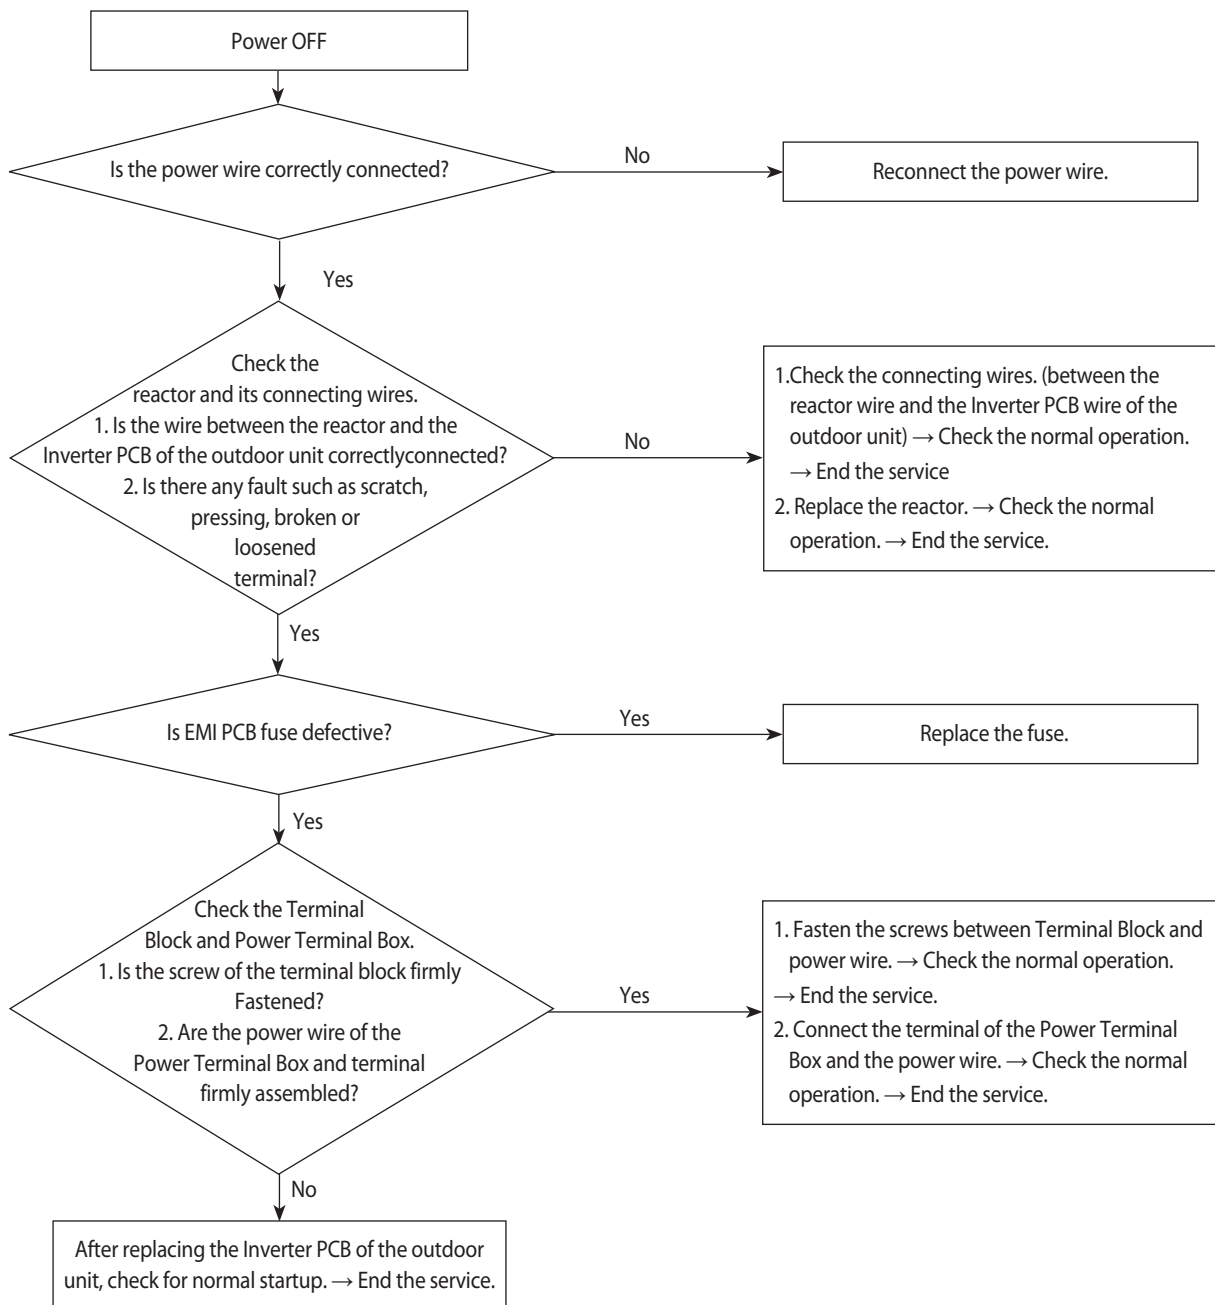 Power OFF
Is the power wire correctly connected?
No
Reconnect the power wire.
Yes
Check the
reactor and its connecting wires.
1. Is the wire between the reactor and the
Inverter PCB of the outdoor unit correctlyconnected?
2. Is there any fault such as scratch,
pressing, broken or
loosened
terminal?
No
1.Check the connecting wires. (between the
reactor wire and the Inverter PCB wire of the
outdoor unit) → Check the normal operation.
→ End the service
2. Replace the reactor. → Check the normal
operation. → End the service.
Yes
Is EMI PCB fuse defective?
Yes
Replace the fuse.
Yes
Check the Terminal
Block and Power Terminal Box.
1. Is the screw of the terminal block firmly
Fastened?
2. Are the power wire of the
Power Terminal Box and terminal
firmly assembled?
Yes
1. Fasten the screws between Terminal Block and
power wire. → Check the normal operation.
→ End the service.
2. Connect the terminal of the Power Terminal
Box and the power wire. → Check the normal
operation. → End the service.
No
After replacing the Inverter PCB of the outdoor
unit, check for normal startup. → End the service.